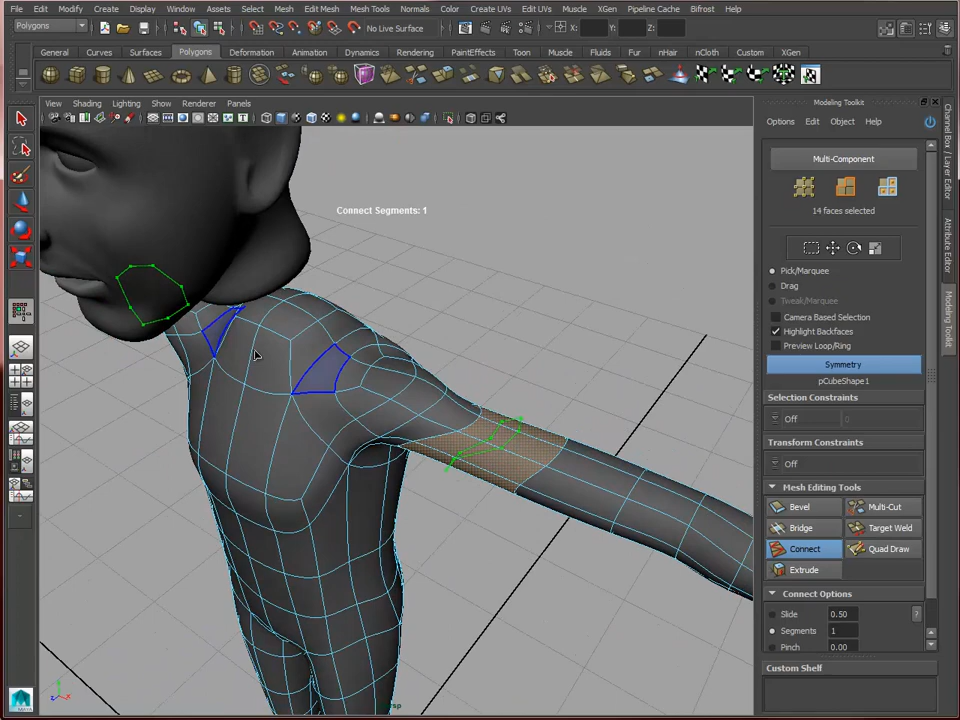 File Edit Modify Create Display Window Assets Select Mesh Edit Mesh Mesh Tools Normals Color Create UVs Edit UVs Muscle XGen Pipeline Cache Bifrost Help
Polygons No Live Surface X: Y: Z:
General Curves Surfaces Polygons Deformation Animation Dynamics Rendering PaintEffects Toon Muscle Fluids Fur nHair nCloth Custom XGen
View Shading Lighting Show Renderer Panels
Connect Segments: 1
Modeling Toolkit
Options Edit Object Help
Multi-Component
14 faces selected
Pick/Marquee
Drag
Tweak/Marquee
Camera Based Selection
Highlight Backfaces
Preview Loop/Ring
Symmetry
pCubeShape1
Selection Constraints
Off 0
Transform Constraints
Off
Mesh Editing Tools
Bevel Multi-Cut
Bridge Target Weld
Connect Quad Draw
Extrude
Connect Options
Slide 0.50 ?
Segments 1
Pinch 0.00
Custom Shelf
Channel Box / Layer Editor
Attribute Editor
Modeling Toolkit